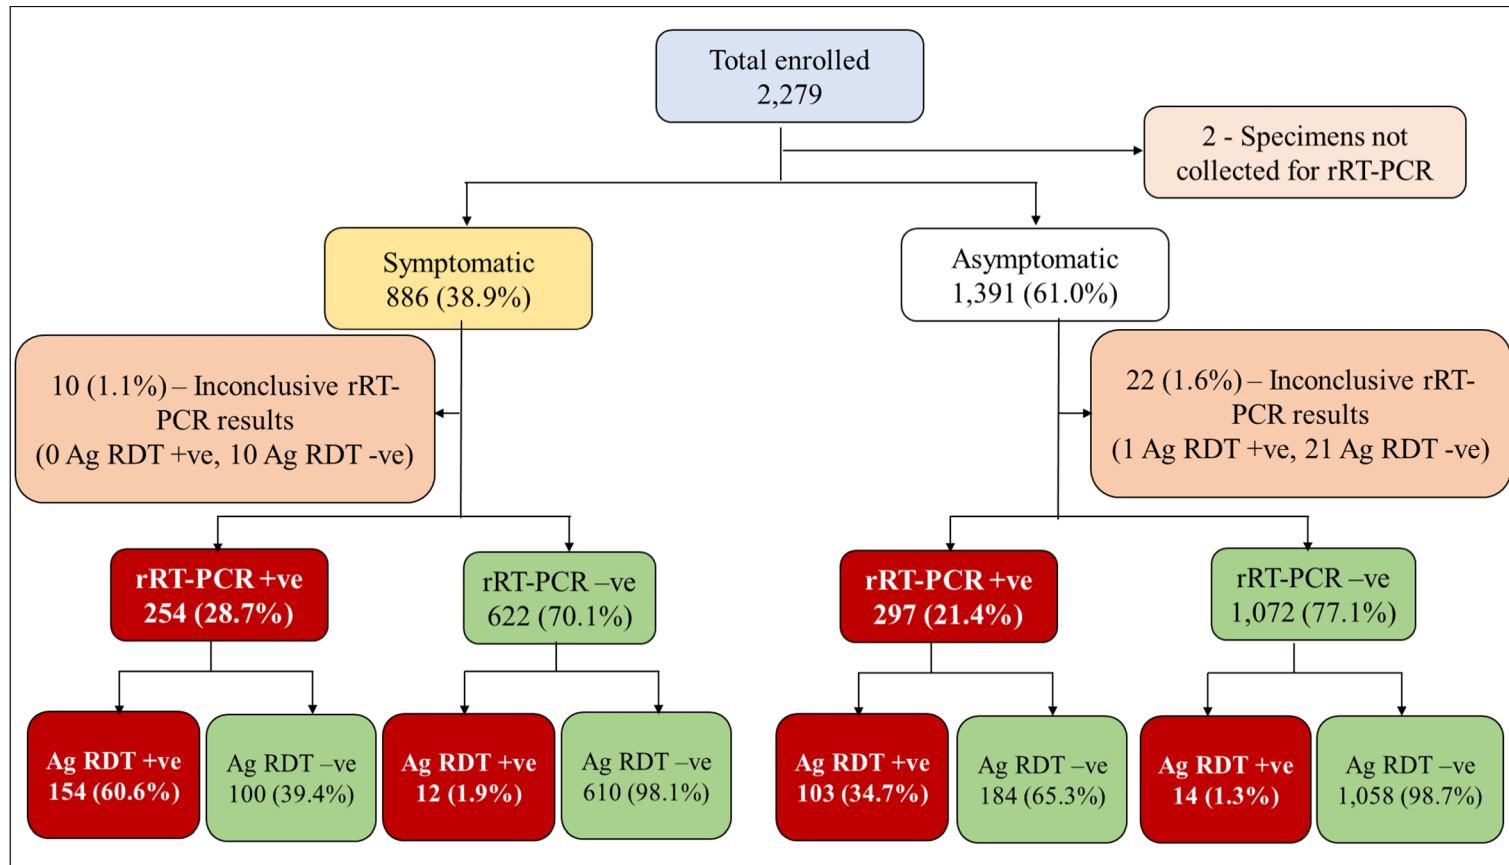 Total enrolled
2,279
2 - Specimens not
collected for rRT-PCR
Symptomatic
886 (38.9%)
Asymptomatic
1,391 (61.0%)
10 (1.1%) – Inconclusive rRT-
PCR results
(0 Ag RDT +ve, 10 Ag RDT -ve)
22 (1.6%) – Inconclusive rRT-
PCR results
(1 Ag RDT +ve, 21 Ag RDT -ve)
rRT-PCR +ve
254 (28.7%)
rRT-PCR –ve
622 (70.1%)
rRT-PCR +ve
297 (21.4%)
rRT-PCR –ve
1,072 (77.1%)
Ag RDT +ve
154 (60.6%)
Ag RDT –ve
100 (39.4%)
Ag RDT +ve
12 (1.9%)
Ag RDT –ve
610 (98.1%)
Ag RDT +ve
103 (34.7%)
Ag RDT –ve
184 (65.3%)
Ag RDT +ve
14 (1.3%)
Ag RDT –ve
1,058 (98.7%)